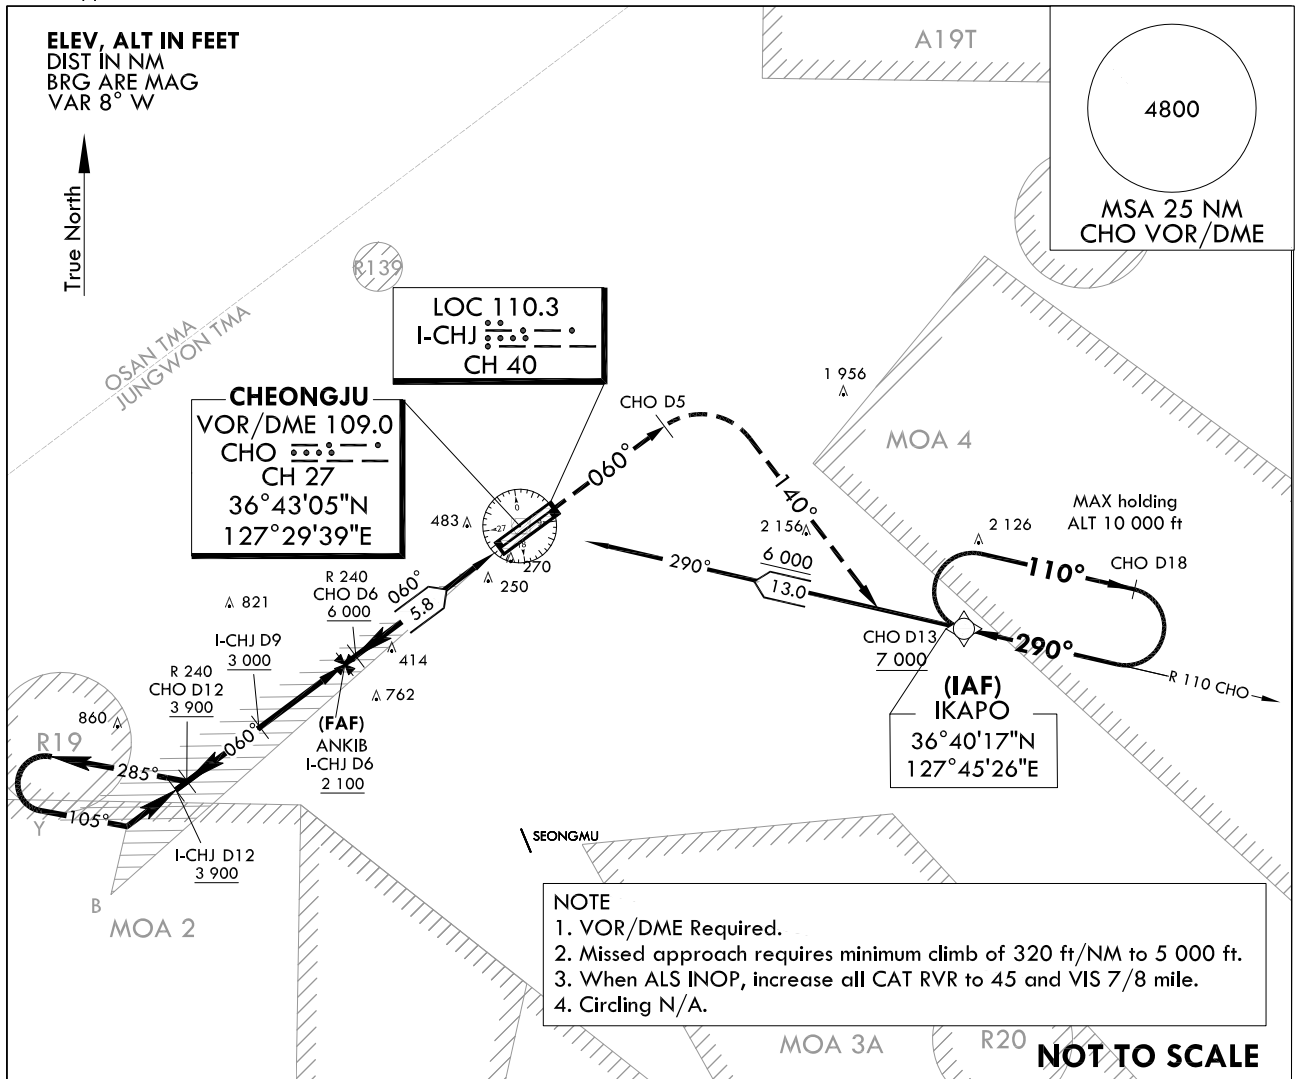 ELEV, ALT IN FEET
DIST IN NM
BRG ARE MAG
VAR 8° W
True North
A19T
4800
MSA 25 NM
CHO VOR/DME
R139
OSAN TMA
JUNGWON TMA
LOC 110.3
I-CHJ
CH 40
CHEONGJU
VOR/DME 109.0
CHO
CH 27
36°43'05"N
127°29'39"E
CHO D5
060°
140°
1 956
MOA 4
483
0
27
18
270
250
2 156
6 000
13.0
290°
MAX holding
ALT 10 000 ft
2 126
110°
CHO D18
290°
R 110 CHO
CHO D13
7 000
(IAF)
IKAPO
36°40'17"N
127°45'26"E
R 240
CHO D6
6 000
060°
5.8
821
I-CHJ D9
3 000
414
762
R 240
CHO D12
3 900
(FAF)
ANKIB
I-CHJ D6
2 100
860
R19
060°
285°
105°
Y
I-CHJ D12
3 900
B
MOA 2
SEONGMU
NOTE
1. VOR/DME Required.
2. Missed approach requires minimum climb of 320 ft/NM to 5 000 ft.
3. When ALS INOP, increase all CAT RVR to 45 and VIS 7/8 mile.
4. Circling N/A.
MOA 3A
R20
NOT TO SCALE